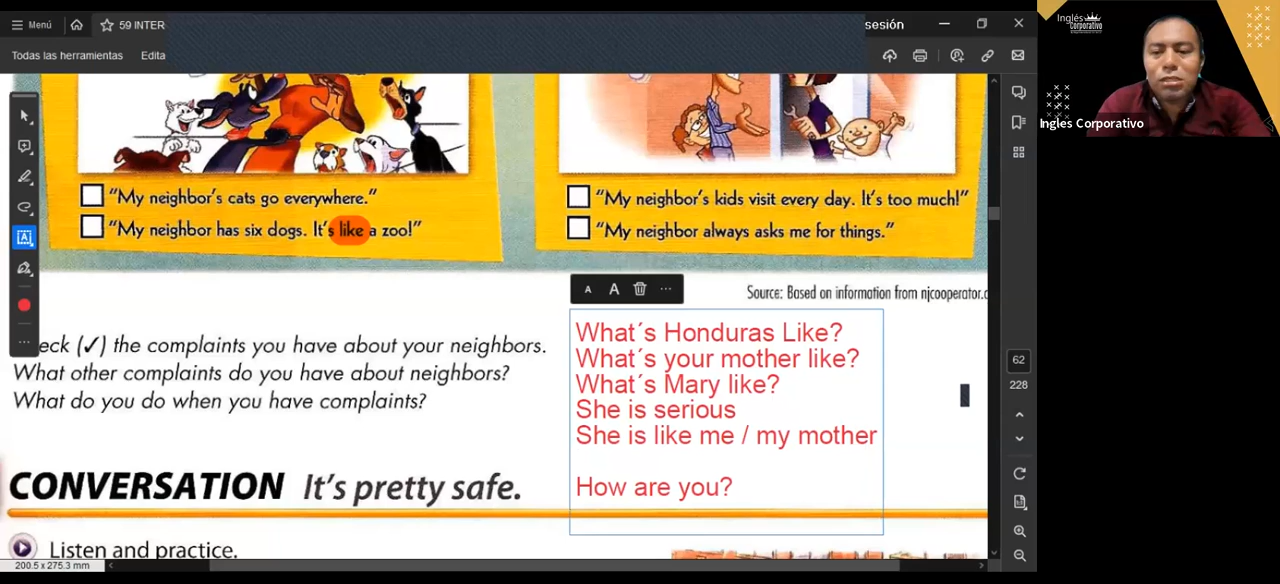 Menú
59 INTER
sesión
Inglés
Corporativo
Todas las herramientas
Edita
Ingles Corporativo
"My neighbor's cats go everywhere."
"My neighbor has six dogs. It's like a zoo!"
"My neighbor's kids visit every day. It's too much!"
"My neighbor always asks me for things."
A A ...
Source: Based on information from njcooperator.c
eck (✓) the complaints you have about your neighbors.
What other complaints do you have about neighbors?
What do you do when you have complaints?
What´s Honduras Like?
What´s your mother like?
What´s Mary like?
She is serious
She is like me / my mother
How are you?
62
228
CONVERSATION It's pretty safe.
Listen and practice.
200.5 x 275.3 mm